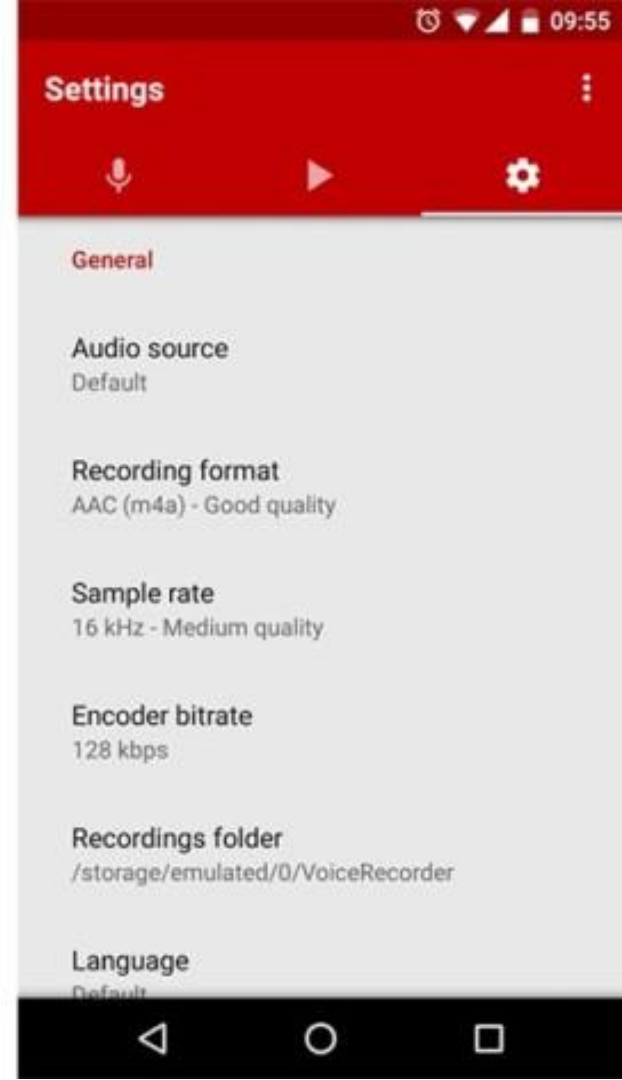 09:55
Settings
General
Audio source
Default
Recording format
AAC (m4a) - Good quality
Sample rate
16 kHz - Medium quality
Encoder bitrate
128 kbps
Recordings folder
/storage/emulated/0/VoiceRecorder
Language
Default